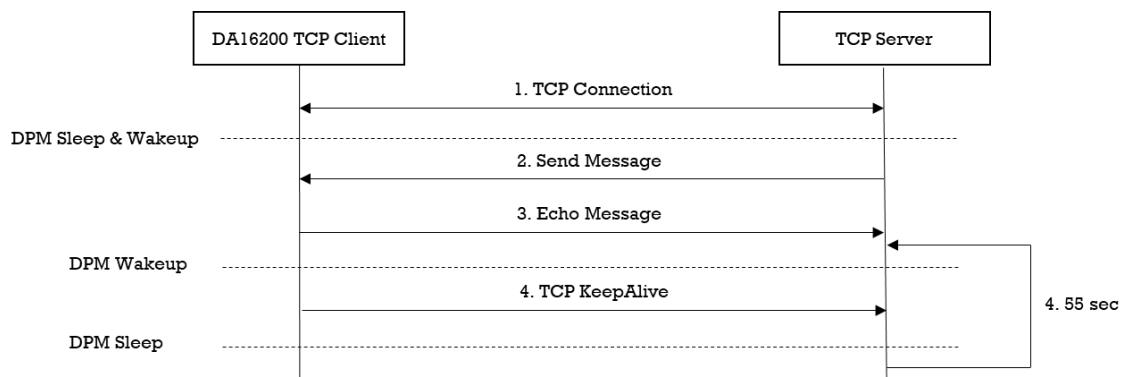 DA16200 TCP Client
TCP Server
1. TCP Connection
DPM Sleep & Wakeup
2. Send Message
3. Echo Message
DPM Wakeup
4. TCP KeepAlive
4. 55 sec
DPM Sleep